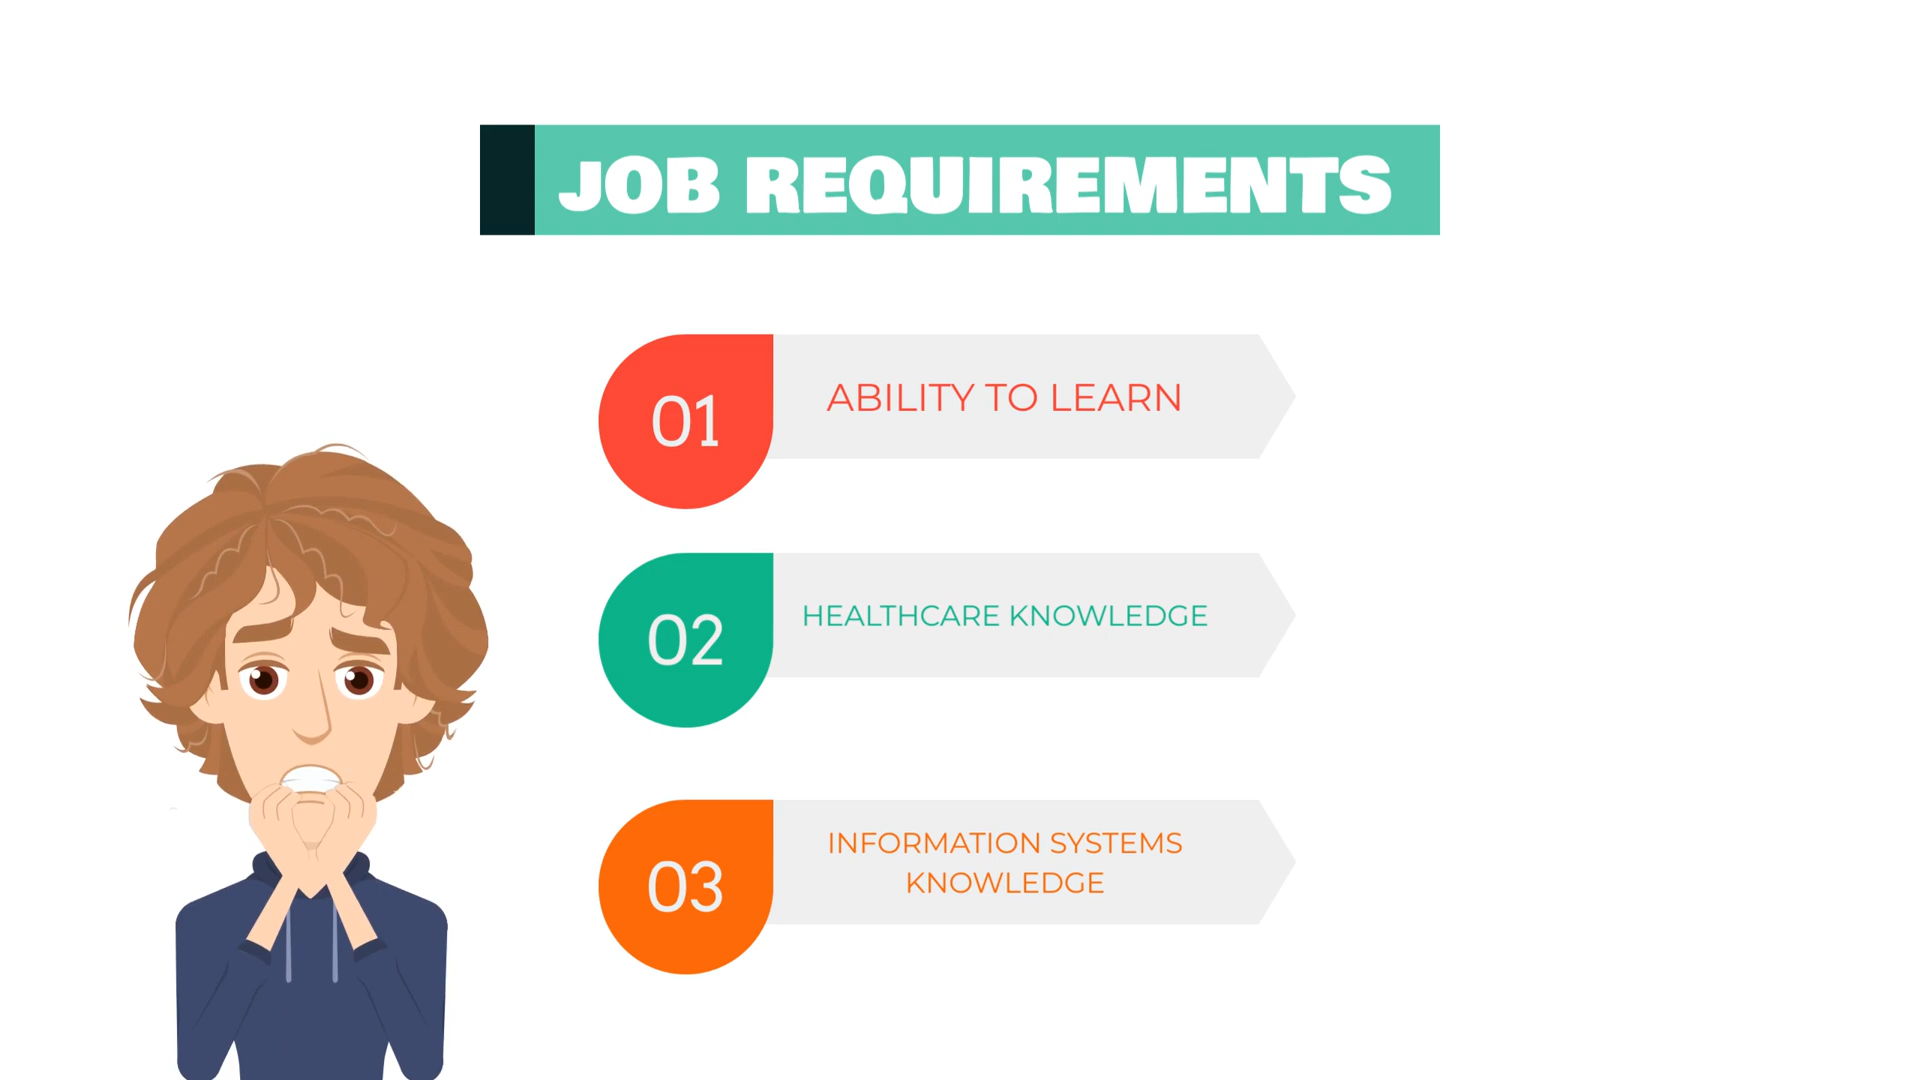 JOB REQUIREMENTS
01
ABILITY TO LEARN
02
HEALTHCARE KNOWLEDGE
03
INFORMATION SYSTEMS
KNOWLEDGE